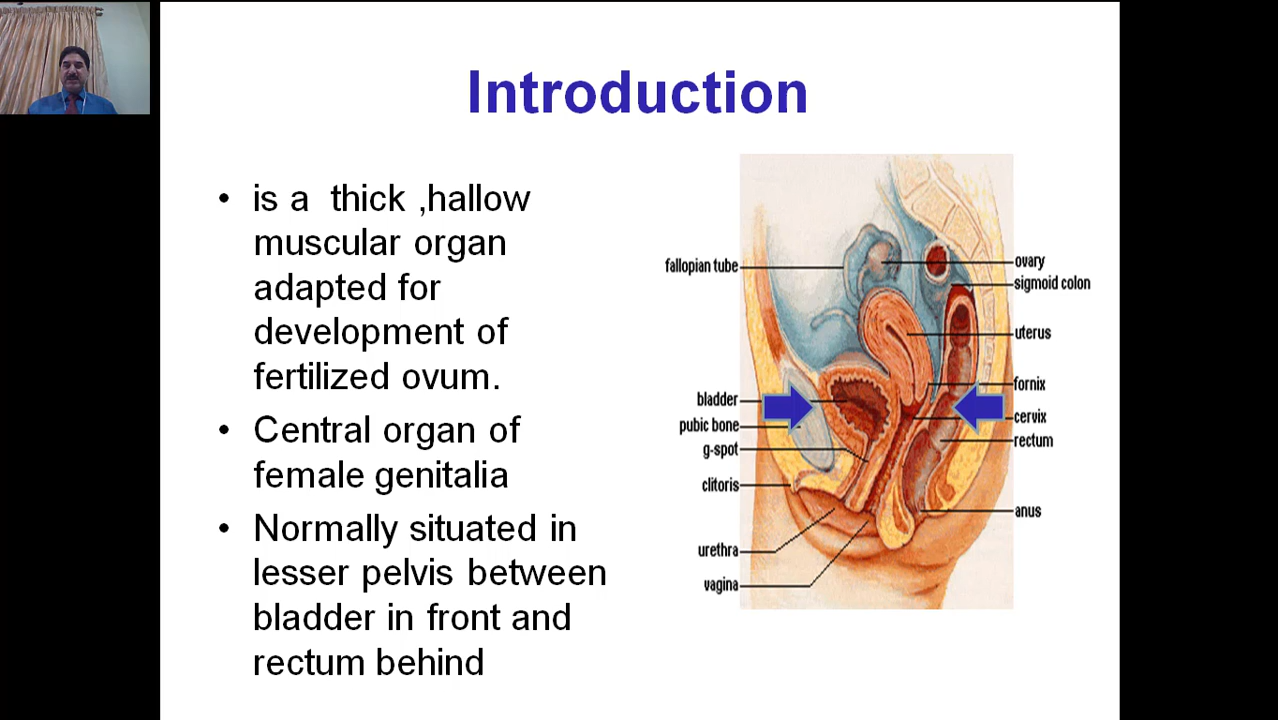 Introduction
• is a thick ,hallow
muscular organ
adapted for
development of
fertilized ovum.
• Central organ of
female genitalia
• Normally situated in
lesser pelvis between
bladder in front and
rectum behind
fallopian tube
bladder
pubic bone
g-spot
clitoris
urethra
vagina
ovary
sigmoid colon
uterus
fornix
cervix
rectum
anus